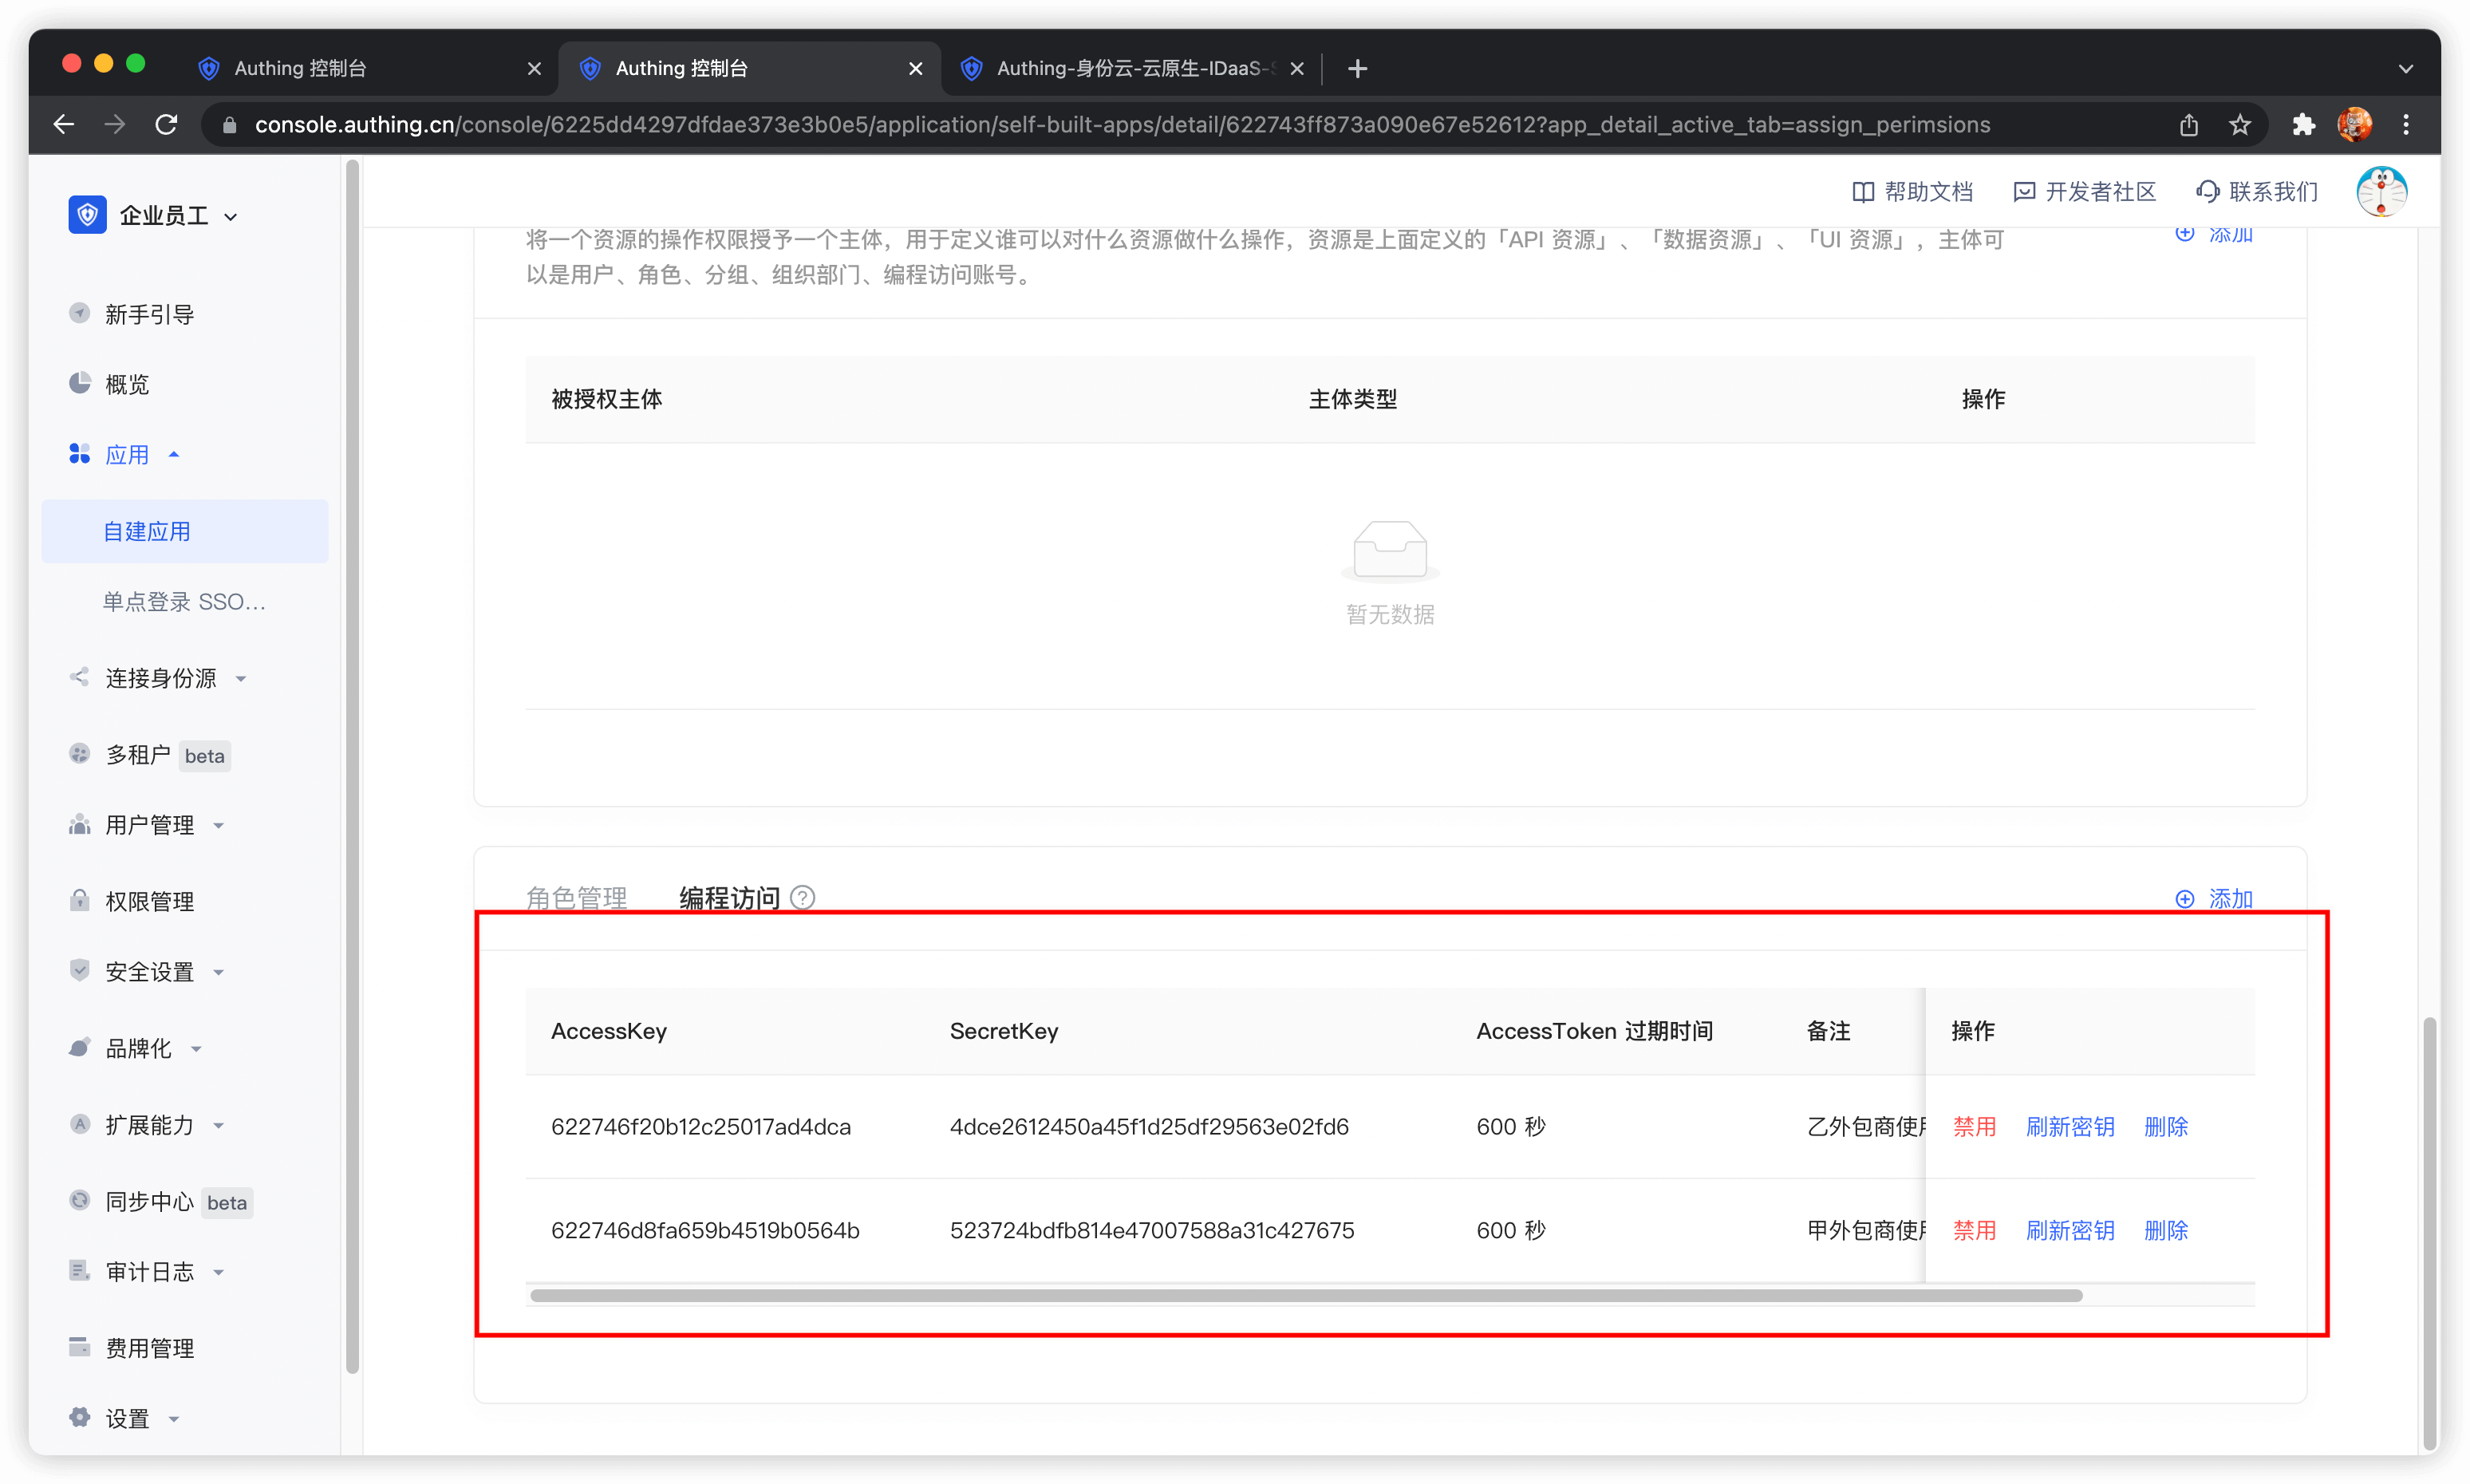 Authing 控制台
Authing 控制台
Authing-身份云-云原生-IDaaS-
console.authing.cn/console/6225dd4297dfdae373e3b0e5/application/self-built-apps/detail/622743ff873a090e67e52612?app_detail_active_tab=assign_perimsions
企业员工
帮助文档
开发者社区
联系我们
新手引导
概览
应用
自建应用
单点登录 SSO...
连接身份源
多租户 beta
用户管理
权限管理
安全设置
品牌化
扩展能力
同步中心 beta
审计日志
费用管理
设置
将一个资源的操作权限授予一个主体，用于定义谁可以对什么资源做什么操作，资源是上面定义的「API 资源」、「数据资源」、「UI 资源」，主体可
以是用户、角色、分组、组织部门、编程访问账号。
添加
被授权主体 主体类型 操作
暂无数据
角色管理 编程访问 添加
AccessKey SecretKey AccessToken 过期时间 备注 操作
622746f20b12c25017ad4dca 4dce2612450a45f1d25df29563e02fd6 600 秒 乙外包商使用 禁用 刷新密钥 删除
622746d8fa659b4519b0564b 523724bdfb814e47007588a31c427675 600 秒 甲外包商使用 禁用 刷新密钥 删除